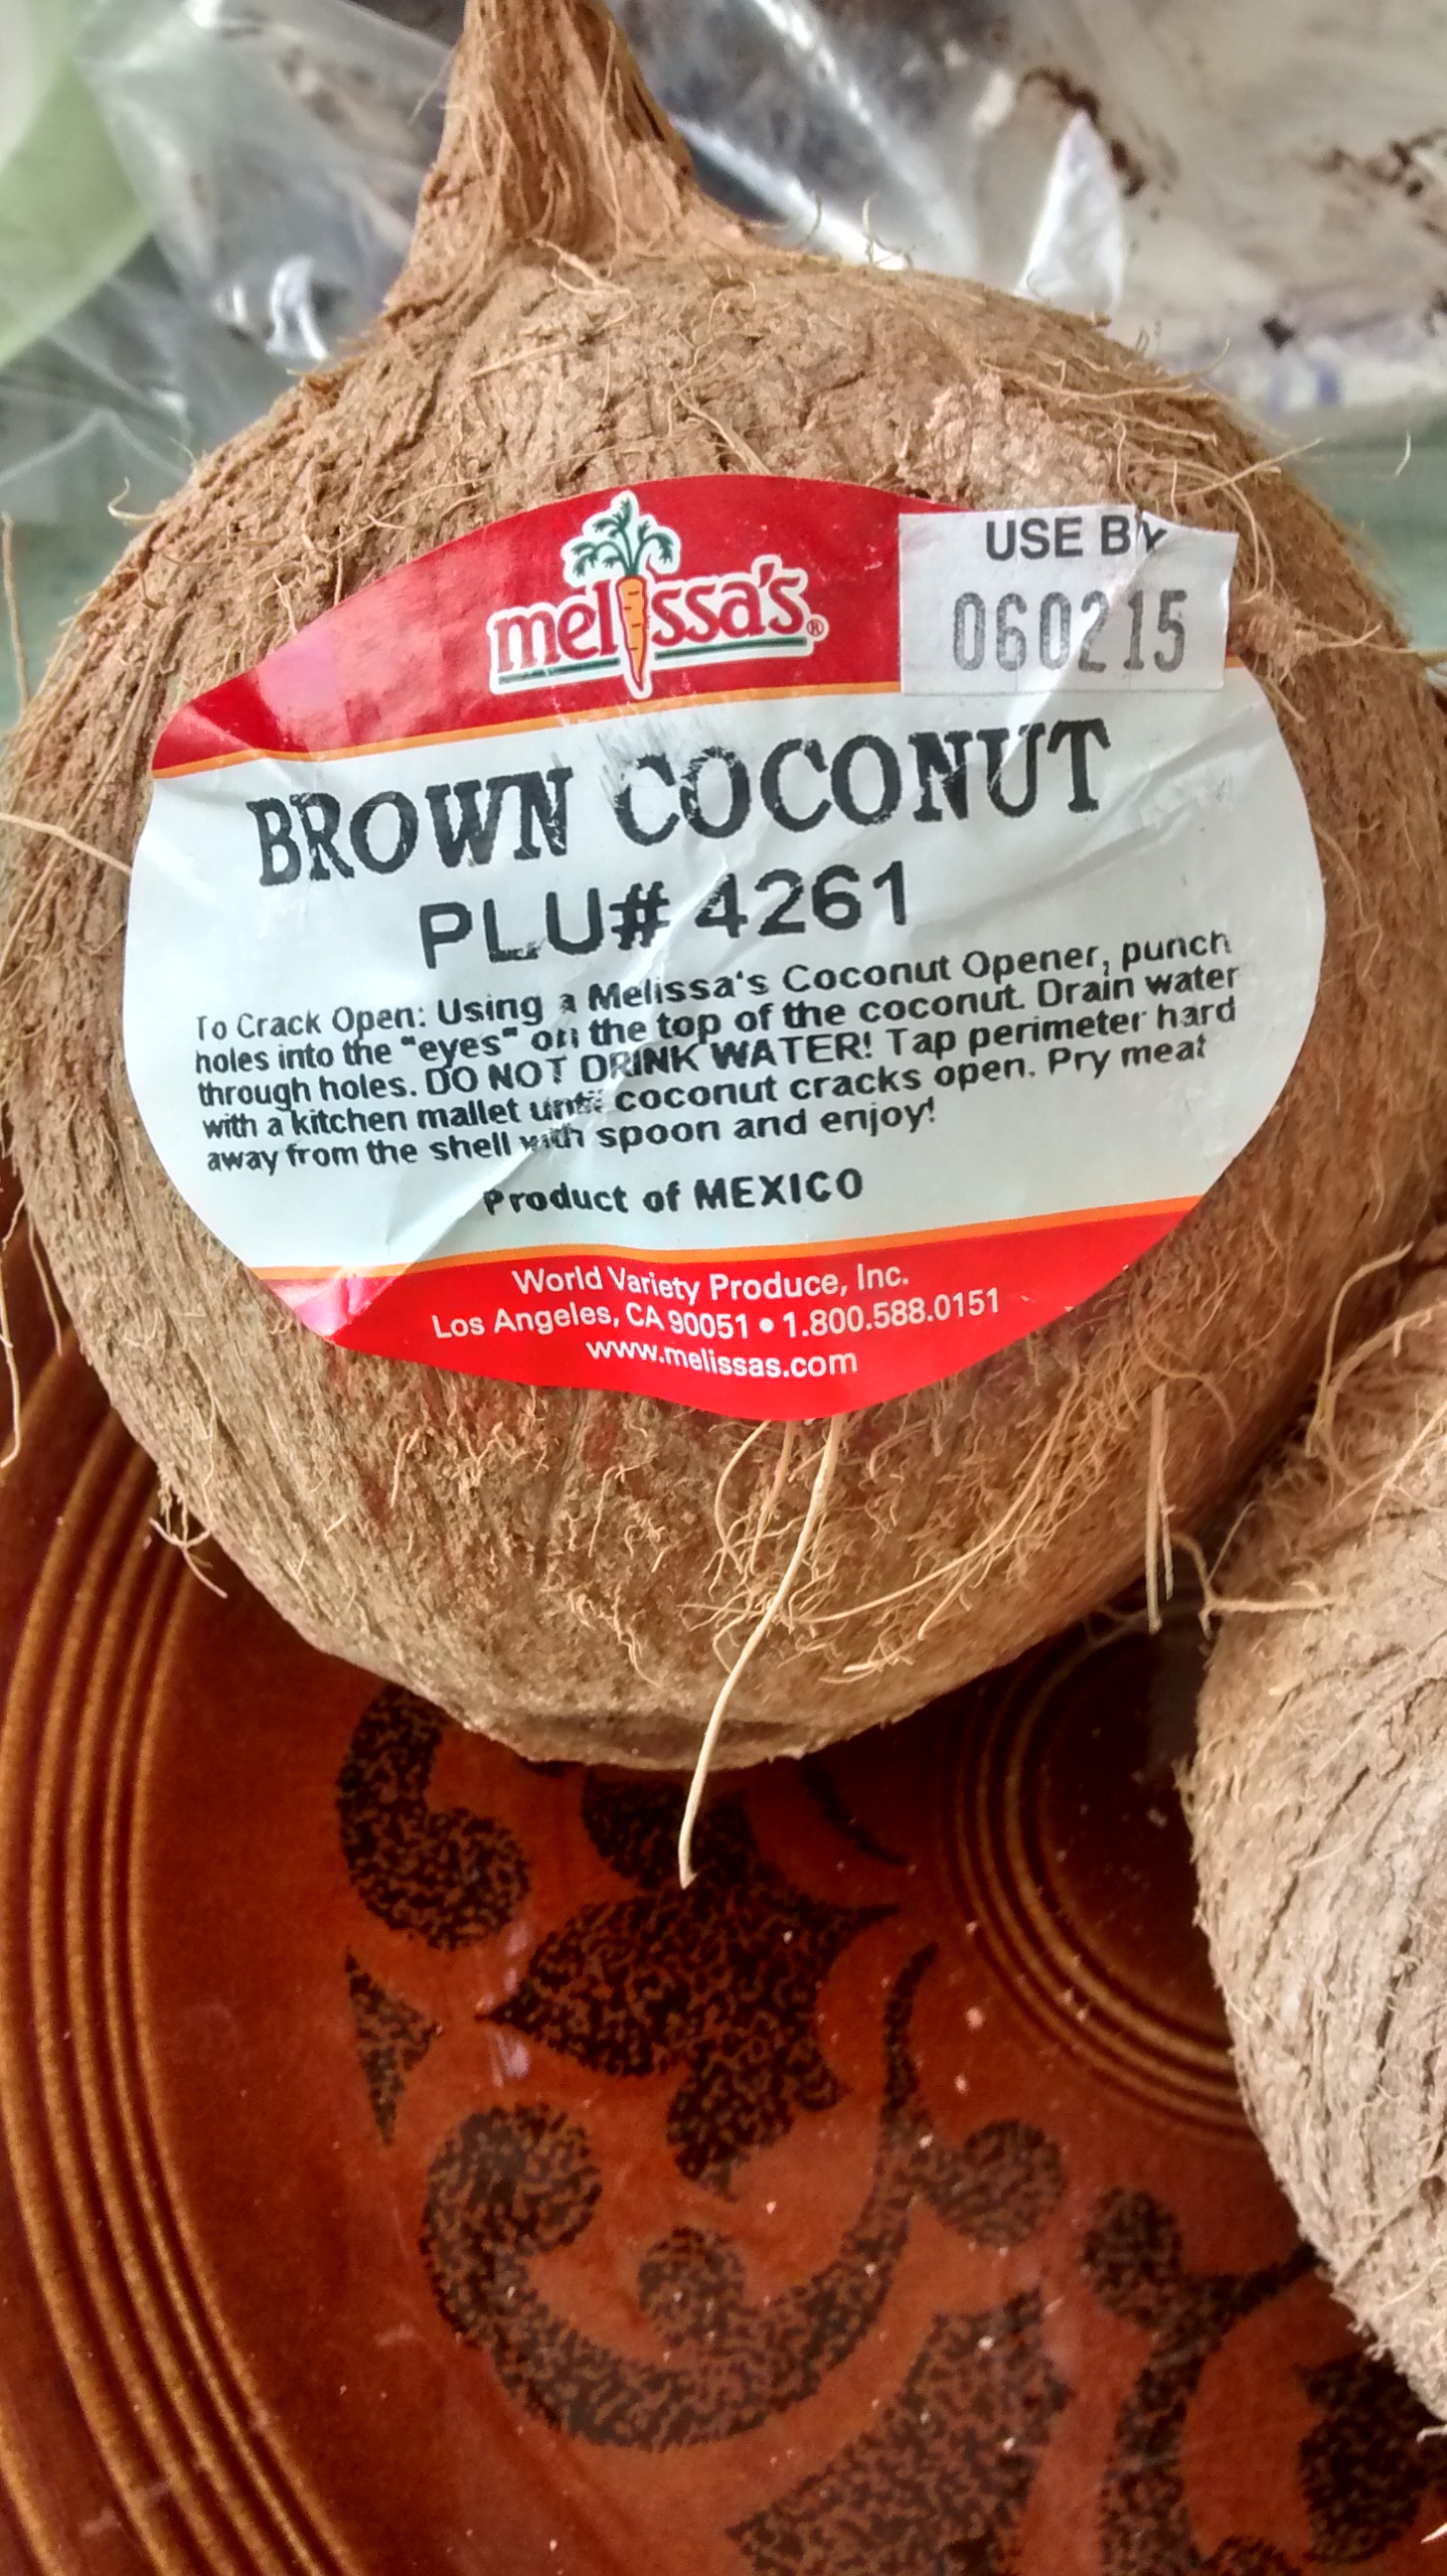 melissa's®
USE BY
060215
BROWN COCONUT
PLU# 4261
To Crack Open: Using a Melissa's Coconut Opener, punch
holes into the "eyes" on the top of the coconut. Drain water
through holes. DO NOT DRINK WATER! Tap perimeter hard
with a kitchen mallet until coconut cracks open. Pry meat
away from the shell with spoon and enjoy!
Product of MEXICO
World Variety Produce, Inc.
Los Angeles, CA 90051 • 1.800.588.0151
www.melissas.com